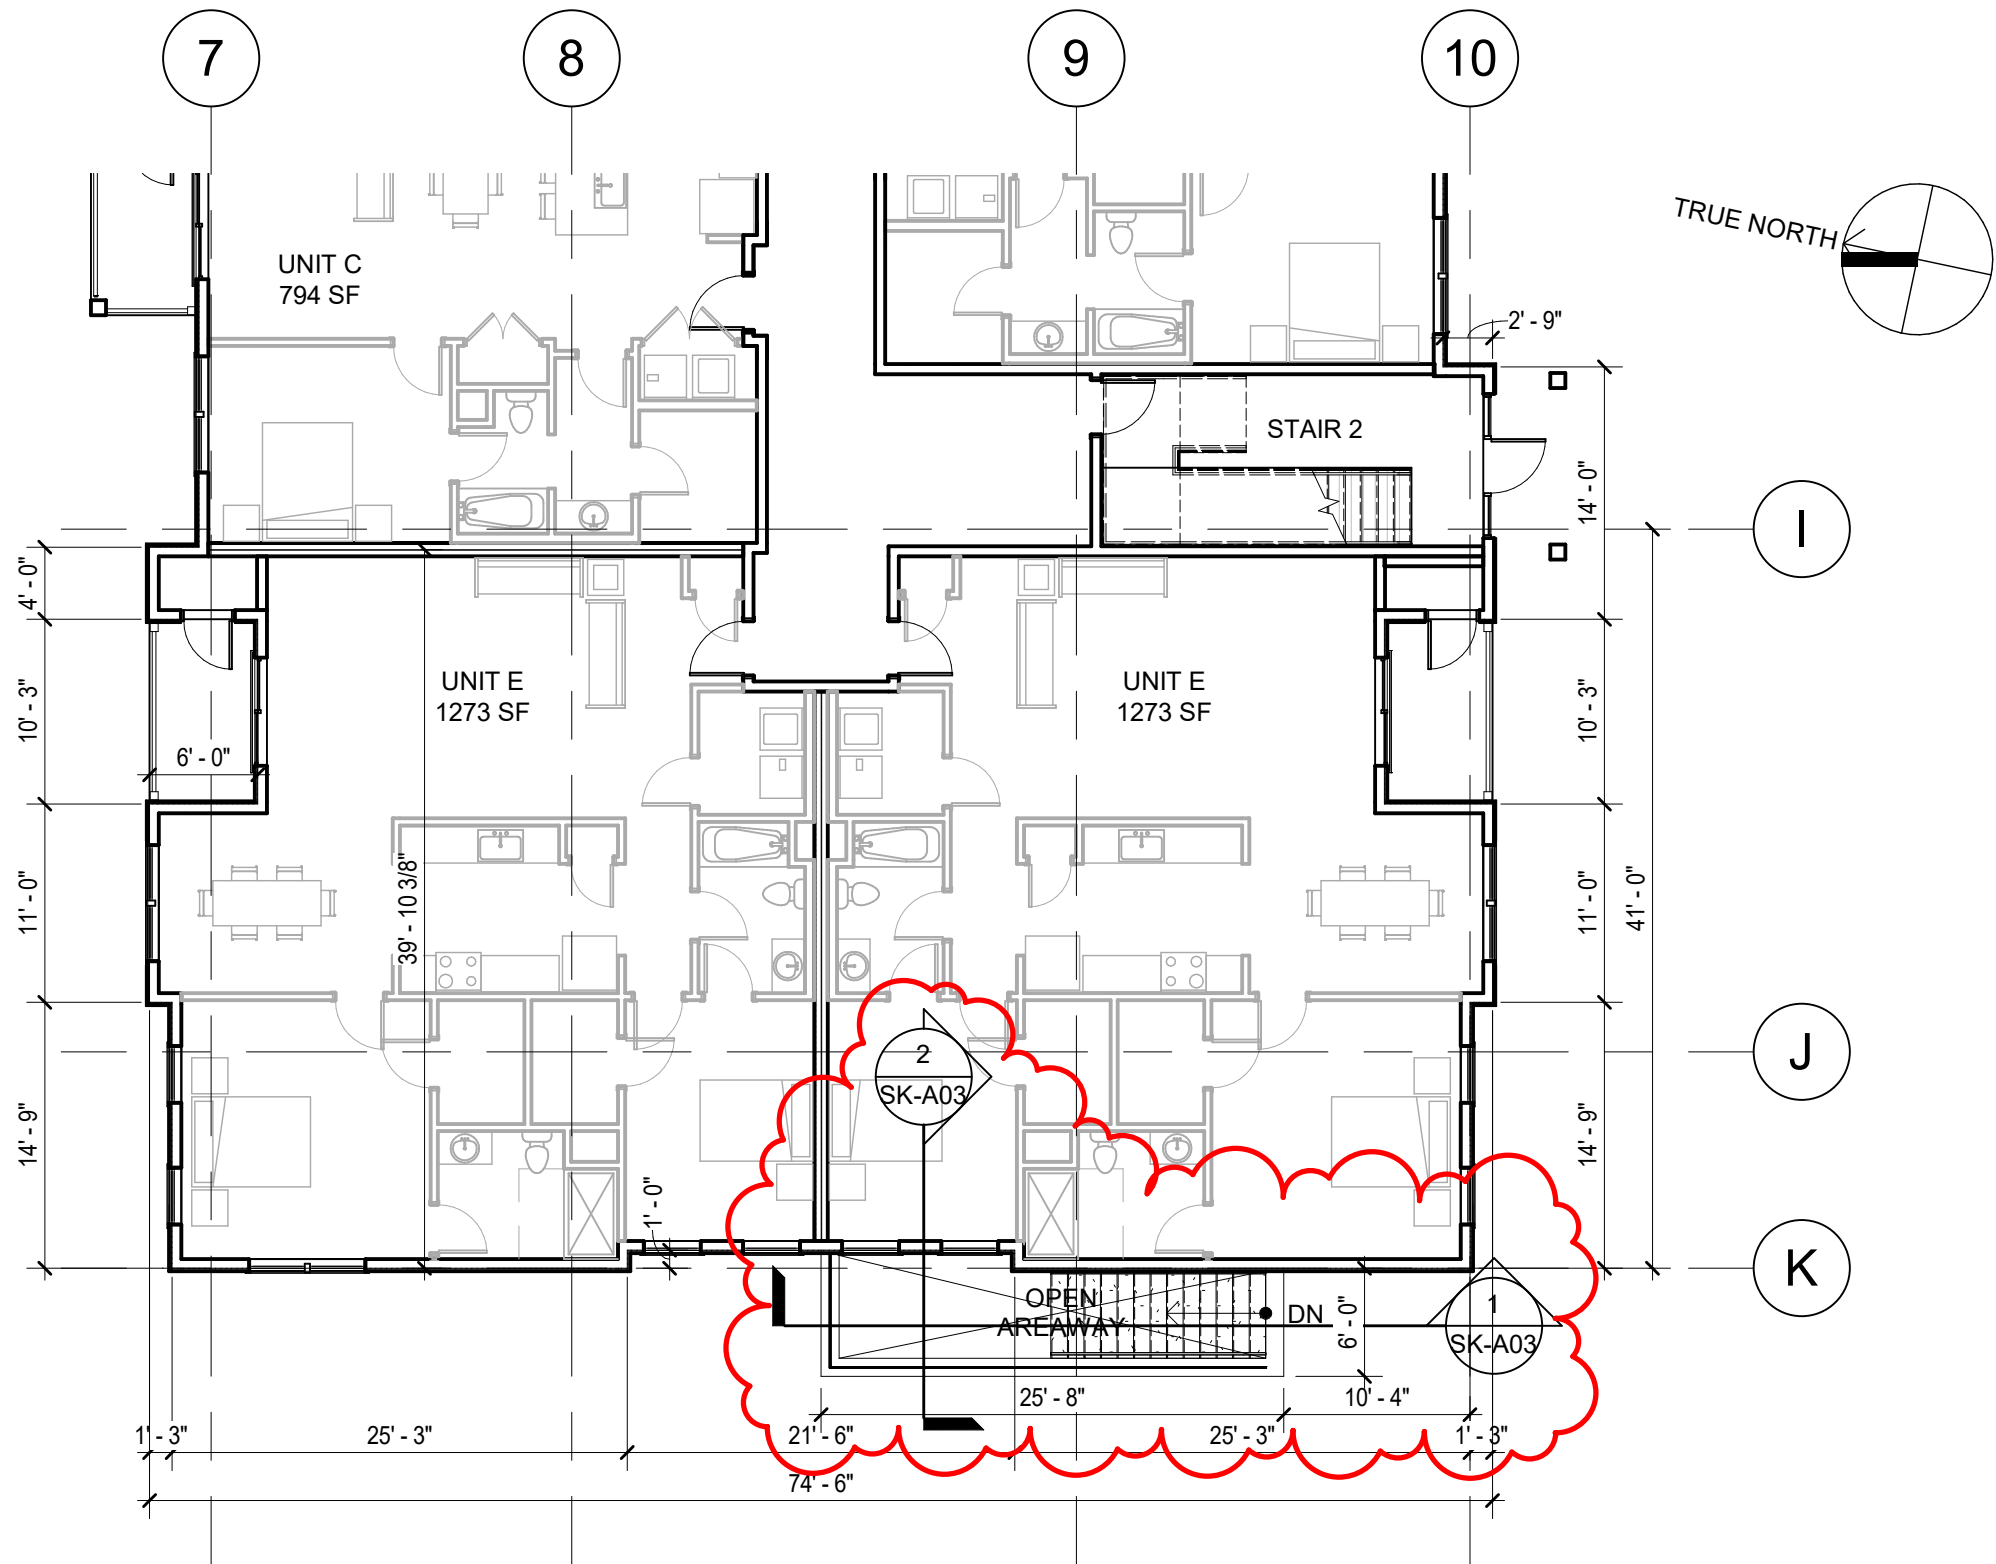 7
8
9
10
TRUE NORTH
UNIT C
794 SF
2' - 9"
STAIR 2
14' - 0"
I
4' - 0"
10' - 3"
UNIT E
1273 SF
UNIT E
1273 SF
10' - 3"
6' - 0"
11' - 0"
39' - 10 3/8"
11' - 0"
41' - 0"
2
SK-A03
J
14' - 9"
14' - 9"
1' - 0"
K
OPEN
AREAWAY
DN
6' - 0"
1
SK-A03
25' - 8"
10' - 4"
1' - 3"
25' - 3"
21' - 6"
25' - 3"
1' - 3"
74' - 6"